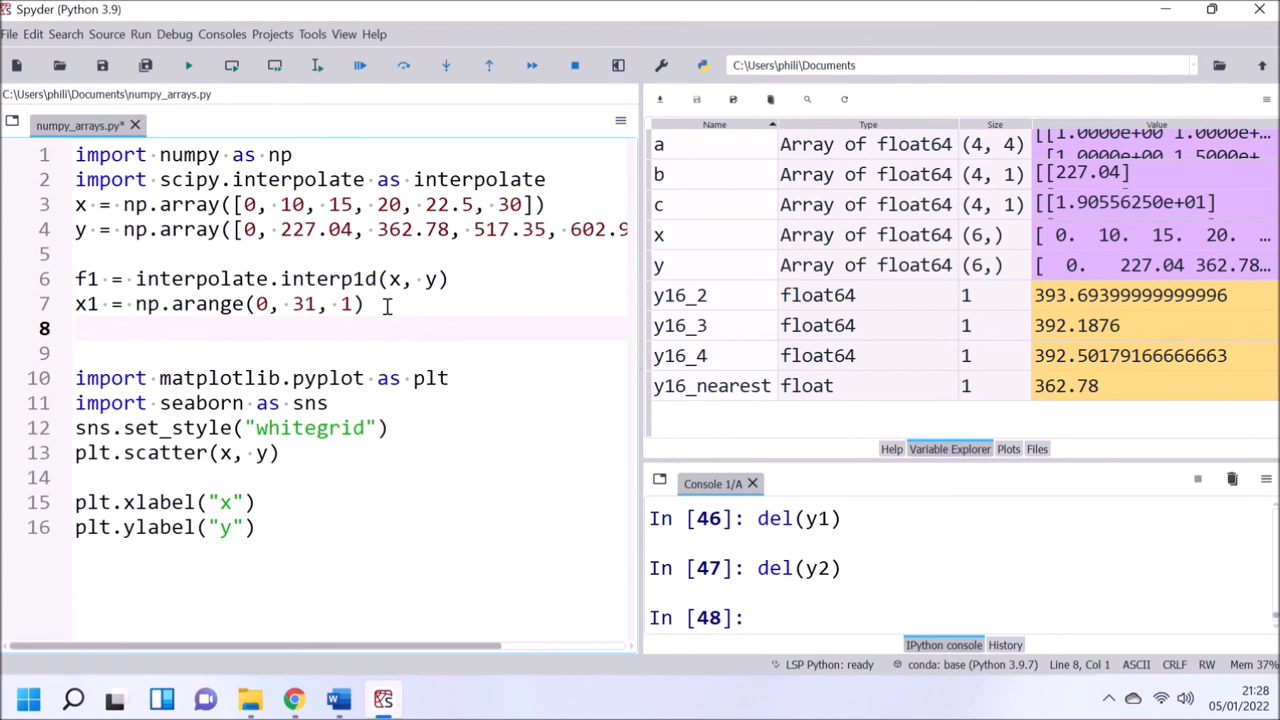 Spyder (Python 3.9)
File Edit Search Source Run Debug Consoles Projects Tools View Help
C:\Users\phili\Documents
C:\Users\phili\Documents\numpy_arrays.py
numpy_arrays.py*
1 import numpy as np
2 import scipy.interpolate as interpolate
3 x = np.array([0, 10, 15, 20, 22.5, 30])
4 y = np.array([0, 227.04, 362.78, 517.35, 602.9
5
6 f1 = interpolate.interp1d(x, y)
7 x1 = np.arange(0, 31, 1)
8
9
10 import matplotlib.pyplot as plt
11 import seaborn as sns
12 sns.set_style("whitegrid")
13 plt.scatter(x, y)
14
15 plt.xlabel("x")
16 plt.ylabel("y")
Name Type Size Value
a Array of float64 (4, 4) [[1.0000e+00 1.0000e+…
1.0000e+00 1.5000e+…
b Array of float64 (4, 1) [[227.04]
c Array of float64 (4, 1) [[1.90556250e+01]
x Array of float64 (6,) [ 0. 10. 15. 20. …
y Array of float64 (6,) [ 0. 227.04 362.78…
y16_2 float64 1 393.69399999999996
y16_3 float64 1 392.1876
y16_4 float64 1 392.50179166666663
y16_nearest float 1 362.78
Help Variable Explorer Plots Files
Console 1/A
In [46]: del(y1)
In [47]: del(y2)
In [48]:
IPython console History
LSP Python: ready conda: base (Python 3.9.7) Line 8, Col 1 ASCII CRLF RW Mem 37%
21:28
05/01/2022